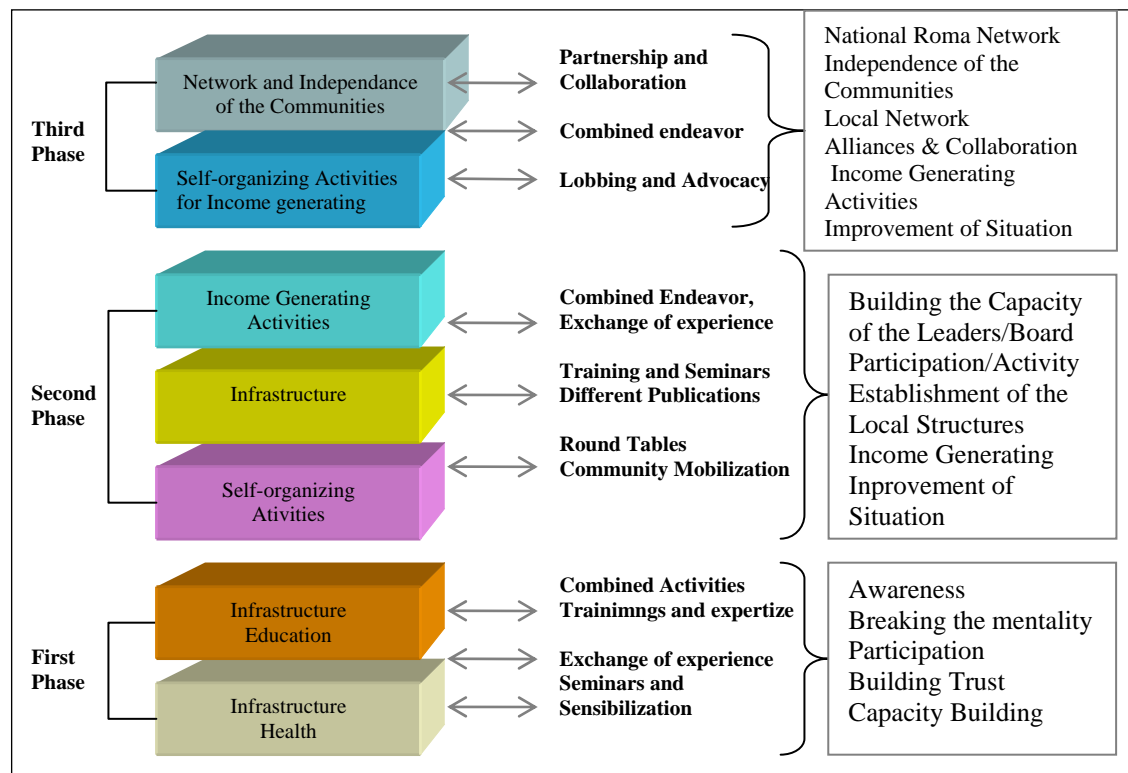 Third
Phase
Network and Independance
of the Communities
Self-organizing Activities
for Income generating
Partnership and
Collaboration
Combined endeavor
Lobbing and Advocacy
National Roma Network
Independence of the
Communities
Local Network
Alliances & Collaboration
Income Generating
Activities
Improvement of Situation
Second
Phase
Income Generating
Activities
Infrastructure
Self-organizing
Ativities
Combined Endeavor,
Exchange of experience
Training and Seminars
Different Publications
Round Tables
Community Mobilization
Building the Capacity
of the Leaders/Board
Participation/Activity
Establishment of the
Local Structures
Income Generating
Inprovement of
Situation
First
Phase
Infrastructure
Education
Infrastructure
Health
Combined Activities
Trainimngs and expertize
Exchange of experience
Seminars and
Sensibilization
Awareness
Breaking the mentality
Participation
Building Trust
Capacity Building